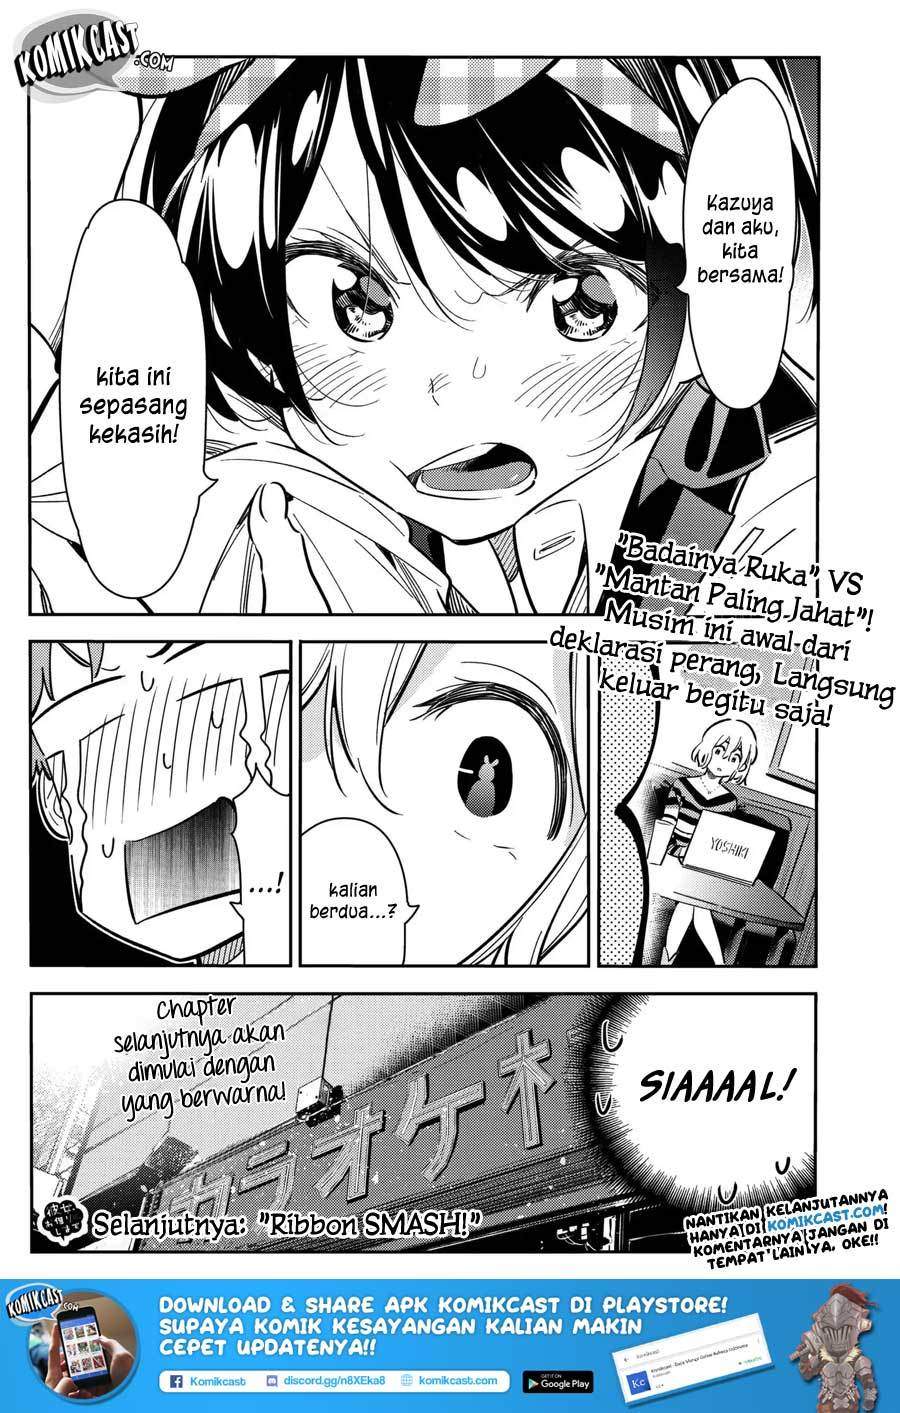 KOMIKCAST
.COM
Kazuya
dan aku,
kita
bersama!
kita ini
sepasang
kekasih!
"Badainya Ruka" VS
"Mantan Paling Jahat"!
Musim ini awal dari
deklarasi perang, Langsung
keluar begitu saja!
YOSHIKI
kalian
berdua...?
...!
Chapter
selanjutnya akan
dimulai dengan
yang berwarna!
SIAAAAL!
カラオケ
Selanjutnya: "Ribbon SMASH!"
NANTIKAN KELANJUTANNYA
HANYA DI KOMIKCAST.COM!
KOMENTARNYA JANGAN DI
TEMPAT LAIN YA. OKE!!
KOMIKCAST
.COM
DOWNLOAD & SHARE APK KOMIKCAST DI PLAYSTORE!
SUPAYA KOMIK KESAYANGAN KALIAN MAKIN
CEPET UPDATENYA!!
Komikcast
discord.gg/n8XEka8
komikcast.com
GET IT ON
Google Play
komikcast
Kc